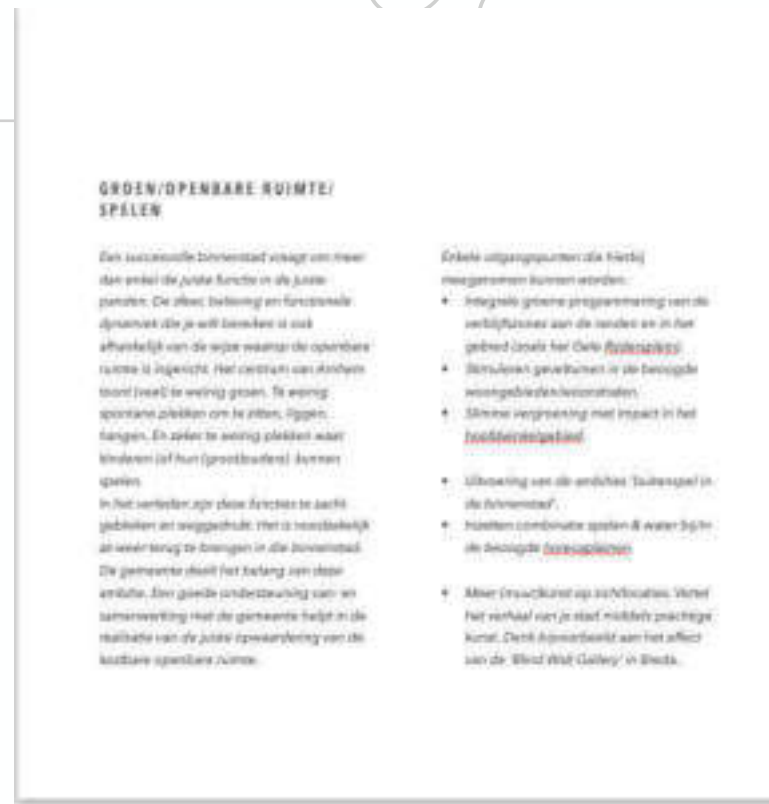 GROEN/OPENBARE RUIMTE/
SPELEN
Een succesvolle binnenstad vraagt om meer
dan enkel de juiste functie in de juiste
panden. De sfeer, beleving en functionele
dynamiek die je wilt bereiken is ook
afhankelijk van de wijze waarop de openbare
ruimte is ingericht. Het centrum van Arnhem
toont (veel) te weinig groen. Te weinig
spontane plekken om te zitten, liggen,
hangen. En zeker te weinig plekken waar
kinderen (of hun (groot)ouders) kunnen
spelen.
In het verleden zijn deze functies te zacht
gebleken en weggedrukt. Het is noodzakelijk
ze weer terug te brengen in die binnenstad.
De gemeente deelt het belang van deze
ambitie. Een goede ondersteuning van- en
samenwerking met de gemeente helpt in de
realisatie van de juiste opwaardering van de
kostbare openbare ruimte.
Enkele uitgangspunten die hierbij
meegenomen kunnen worden:
• Integrale groene programmering van de
verblijfszones aan de randen en in het
gebied (zoals het Gele
• Stimuleren geveltuinen in de beoogde
woongebieden/woonstraten.
• Slimme vergroening met impact in het
• Uitvoering van de ambities 'buitenspel in
de binnenstad'.
• Inzetten combinatie spelen & water bij/in
de beoogde horecapleinen
• Meer (muur)kunst op zichtlocaties. Vertel
het verhaal van je stad middels prachtige
kunst. Denk bijvoorbeeld aan het effect
van de 'Blind Wall Gallery' in Breda.